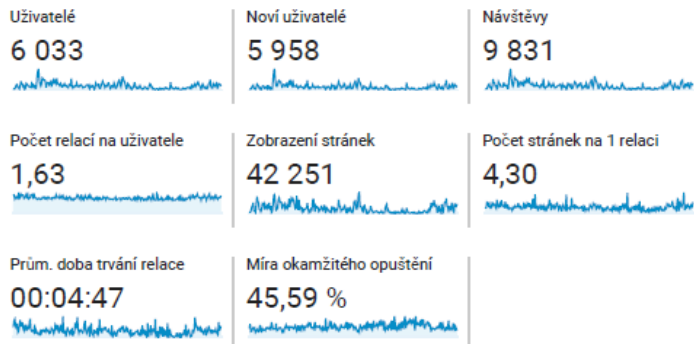 Uživatelé
6 033
Noví uživatelé
5 958
Návštěvy
9 831
Počet relací na uživatele
1,63
Zobrazení stránek
42 251
Počet stránek na 1 relaci
4,30
Prům. doba trvání relace
00:04:47
Míra okamžitého opuštění
45,59 %